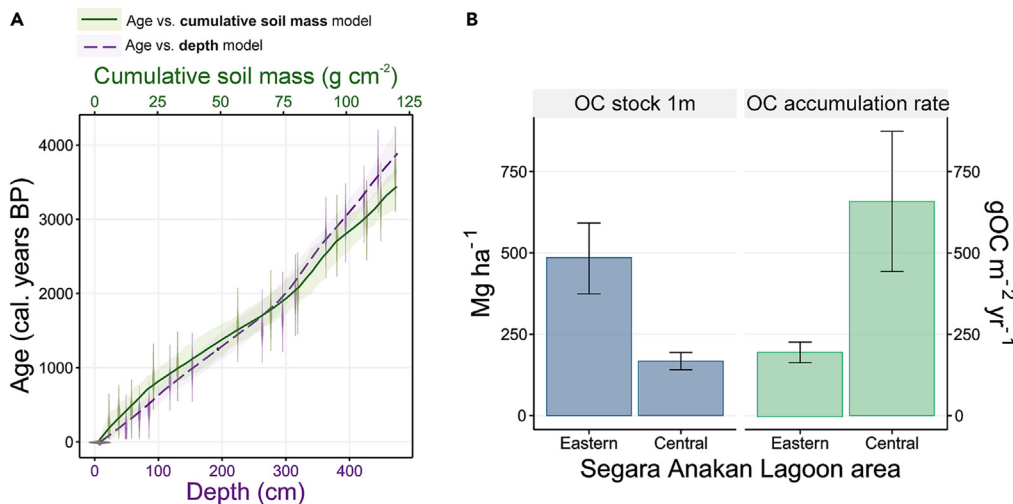 A
Age vs. cumulative soil mass model
Age vs. depth model
Cumulative soil mass (g cm-2)
0 25 50 75 100 120
Age (cal. years BP)
4000
3000
2000
1000
0
0 100 200 300 400
Depth (cm)
B
OC stock 1m OC accumulation rate
Mg ha-1
750
500
250
0
750
500
250
0
gOC m-2 yr-1
Eastern Central Eastern Central
Segara Anakan Lagoon area